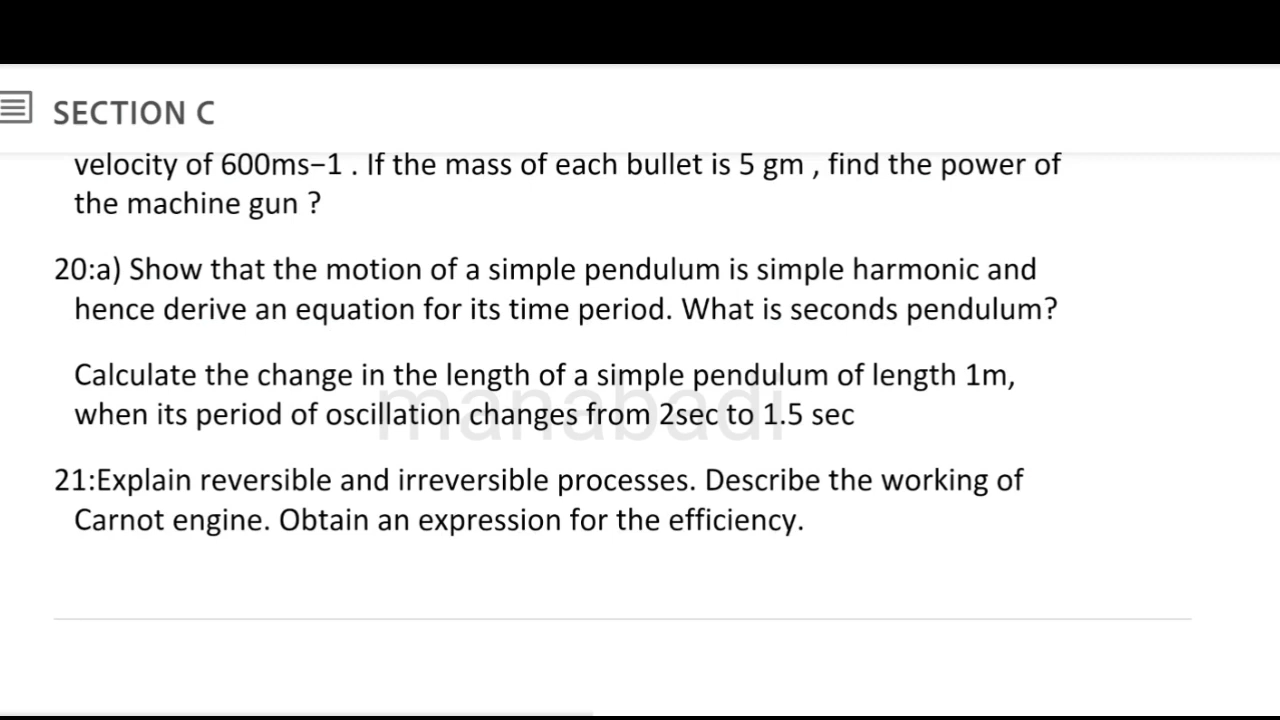 SECTION C
velocity of 600ms−1 . If the mass of each bullet is 5 gm , find the power of
the machine gun ?
20:a) Show that the motion of a simple pendulum is simple harmonic and
hence derive an equation for its time period. What is seconds pendulum?
Calculate the change in the length of a simple pendulum of length 1m,
when its period of oscillation changes from 2sec to 1.5 sec
manabadi
21:Explain reversible and irreversible processes. Describe the working of
Carnot engine. Obtain an expression for the efficiency.